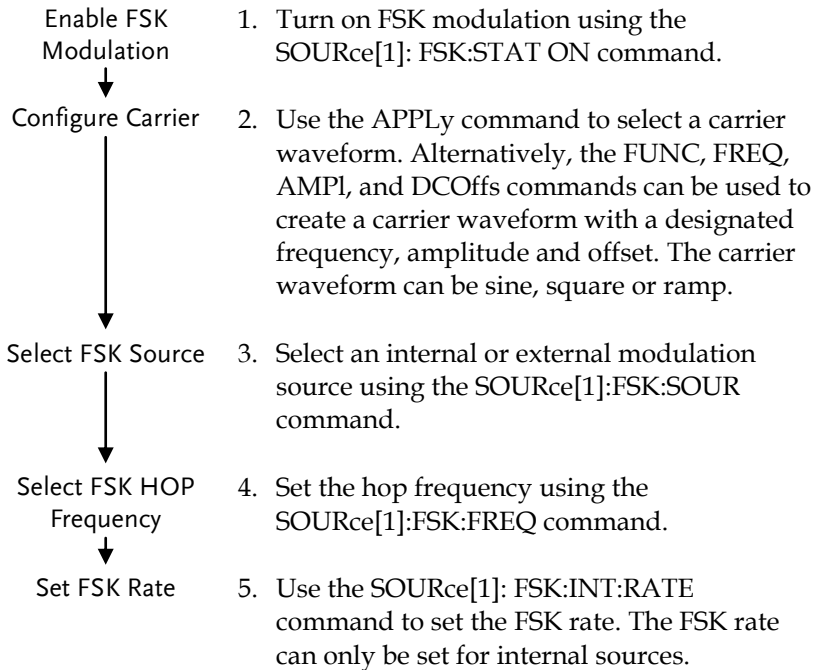 Enable FSK
Modulation
1. Turn on FSK modulation using the
SOURce[1]: FSK:STAT ON command.
Configure Carrier
2. Use the APPLy command to select a carrier
waveform. Alternatively, the FUNC, FREQ,
AMPl, and DCOffs commands can be used to
create a carrier waveform with a designated
frequency, amplitude and offset. The carrier
waveform can be sine, square or ramp.
Select FSK Source
3. Select an internal or external modulation
source using the SOURce[1]:FSK:SOUR
command.
Select FSK HOP
Frequency
4. Set the hop frequency using the
SOURce[1]:FSK:FREQ command.
Set FSK Rate
5. Use the SOURce[1]: FSK:INT:RATE
command to set the FSK rate. The FSK rate
can only be set for internal sources.